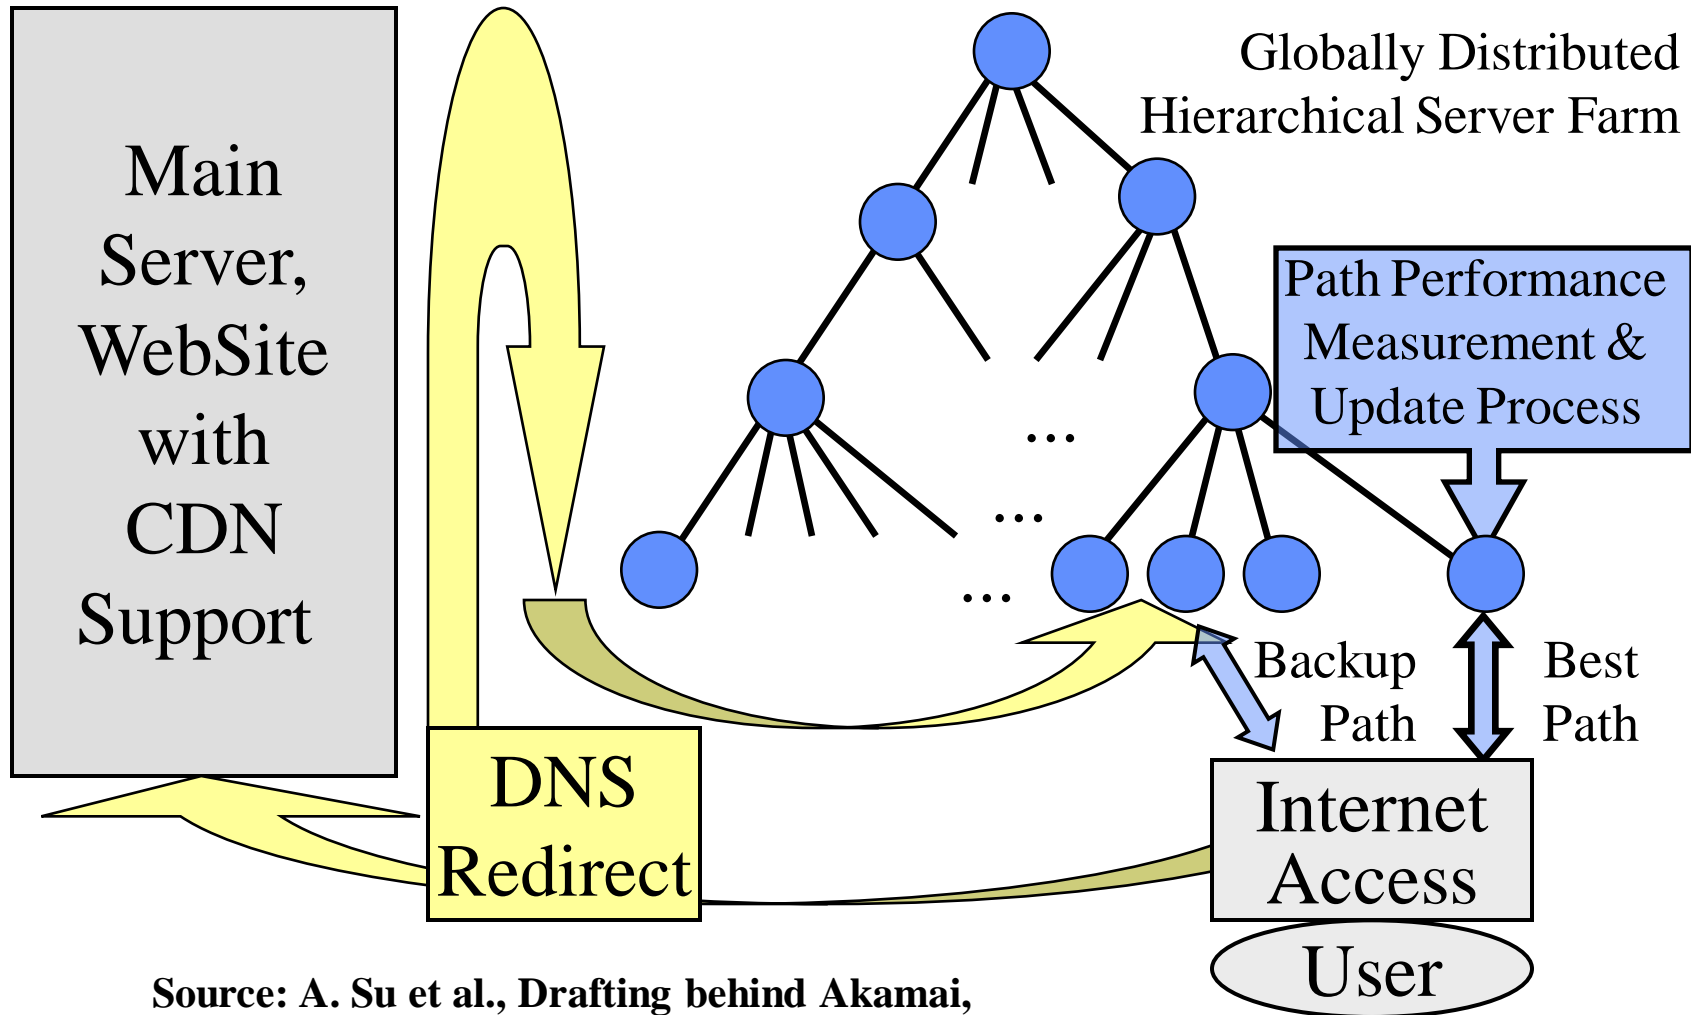 Main
Server,
WebSite
with
CDN
Support
Globally Distributed
Hierarchical Server Farm
Path Performance
Measurement &
Update Process
...
...
...
Backup
Path
Best
Path
DNS
Redirect
Internet
Access
User
Source: A. Su et al., Drafting behind Akamai,